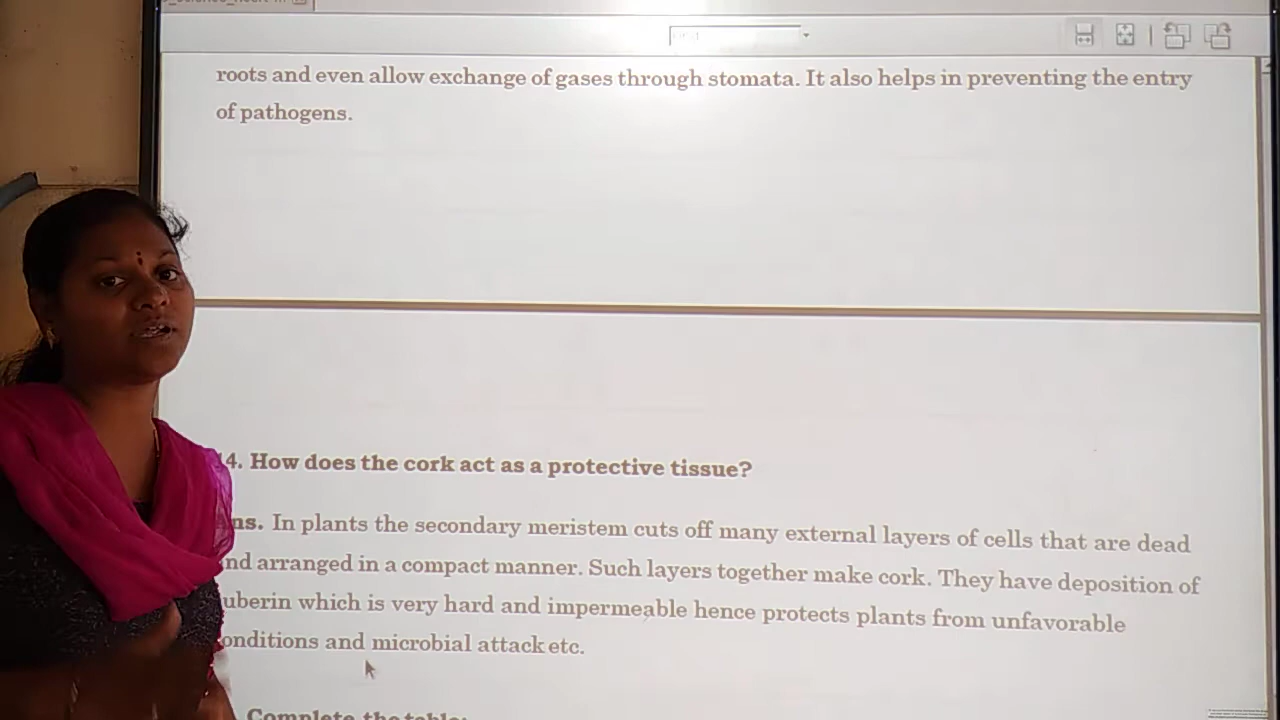 roots and even allow exchange of gases through stomata. It also helps in preventing the entry
of pathogens.
4. How does the cork act as a protective tissue?
ns. In plants the secondary meristem cuts off many external layers of cells that are dead
nd arranged in a compact manner. Such layers together make cork. They have deposition of
uberin which is very hard and impermeable hence protects plants from unfavorable
onditions and microbial attack etc.
Complete the table: